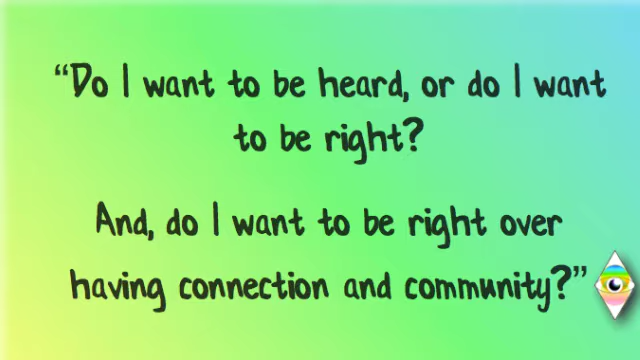 “Do I want to be heard, or do I want
to be right?
And, do I want to be right over
having connection and community?”